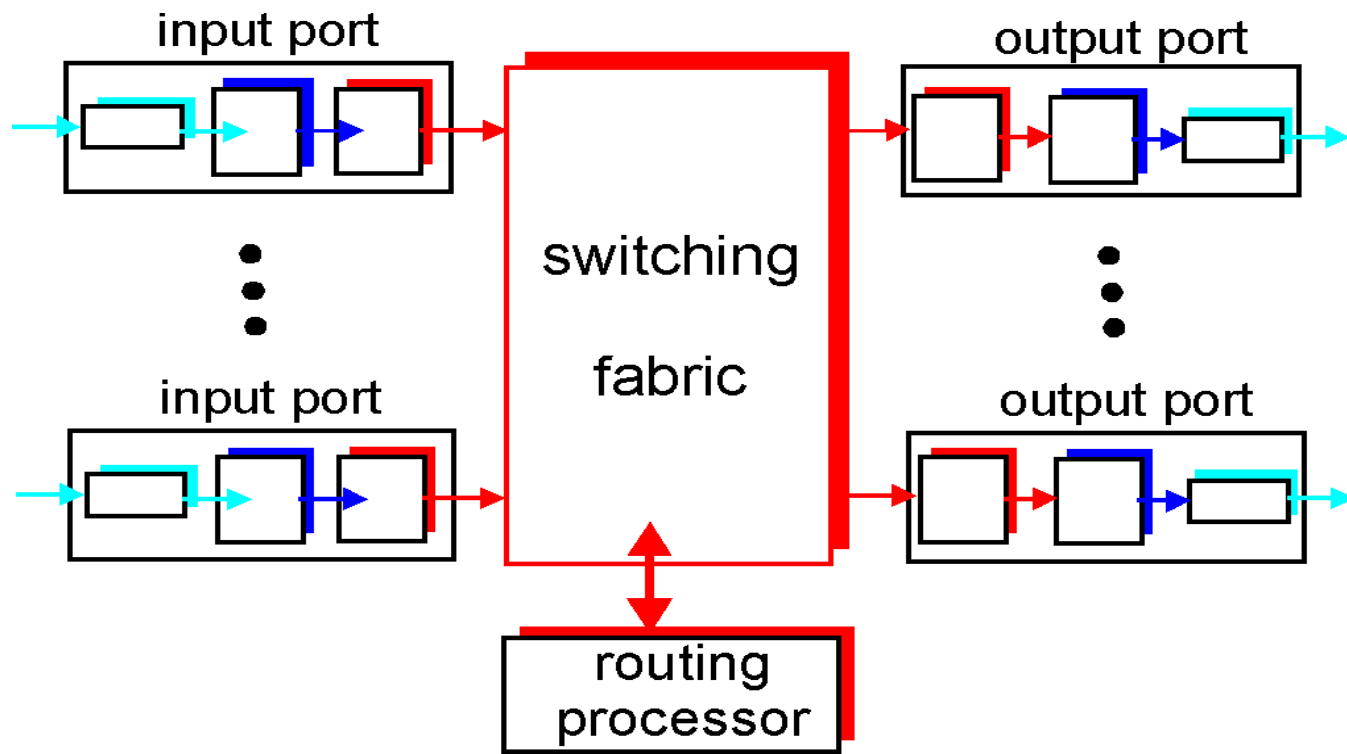 input port
output port
switching
fabric
input port
output port
routing
processor